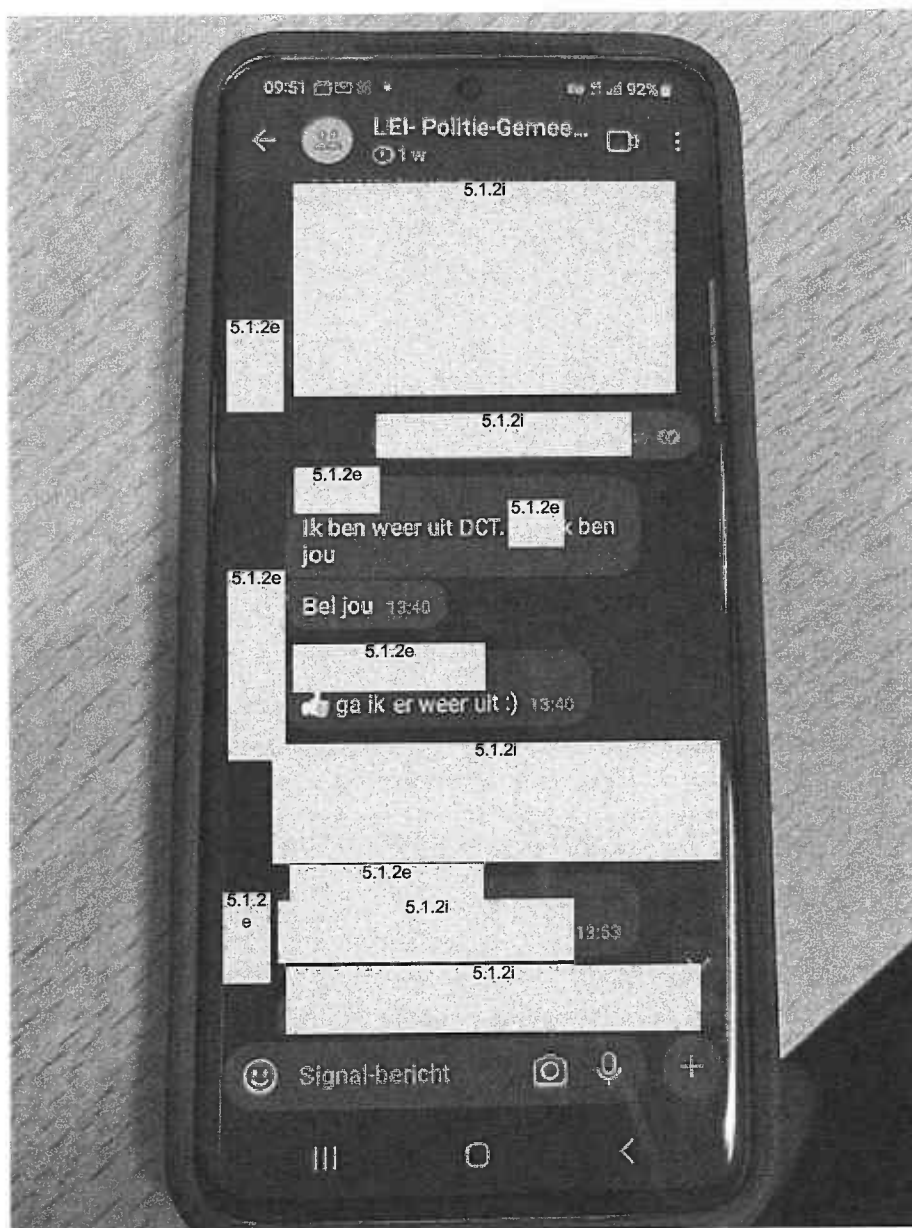 09:51 92%
LEI- Politie-Gemee...
1 w
5.1.2i
5.1.2e
5.1.2i
5.1.2e
5.1.2e
Ik ben weer uit DCT. k ben
jou
5.1.2e
Bel jou 13:40
5.1.2e
👍 ga ik er weer uit :) 13:40
5.1.2i
5.1.2e
5.1.2
e
5.1.2i
13:53
5.1.2i
Signal-bericht